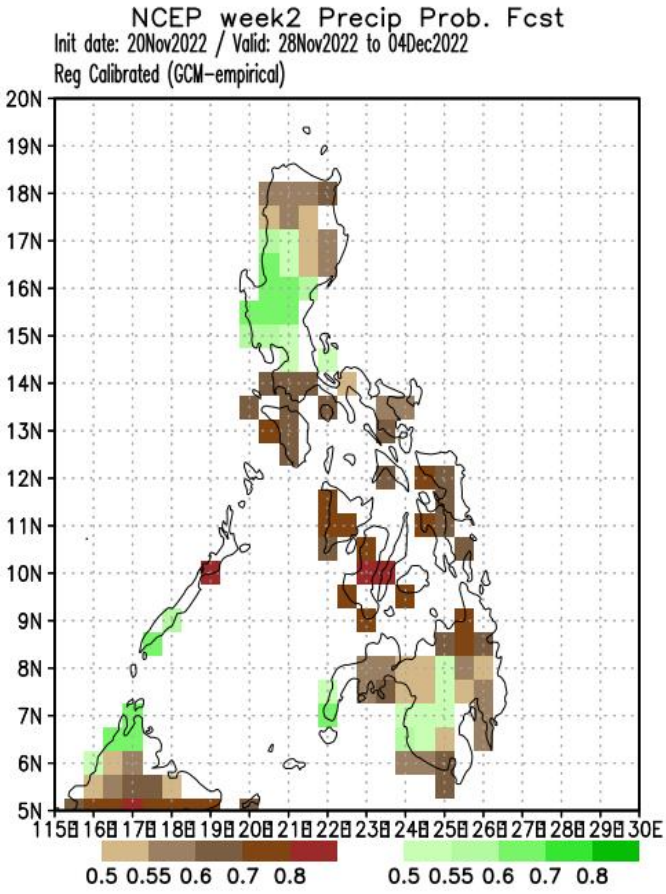 NCEP week2 Precip Prob. Fcst
Init date: 20Nov2022 / Valid: 28Nov2022 to 04Dec2022
Reg Calibrated (GCM-empirical)
20N
19N
18N
17N
16N
15N
14N
13N
12N
11N
10N
9N
8N
7N
6N
5N
115E 116E 117E 118E 119E 120E 121E 122E 123E 124E 125E 126E 127E 128E 129E 130E
0.5 0.55 0.6 0.7 0.8 0.5 0.55 0.6 0.7 0.8